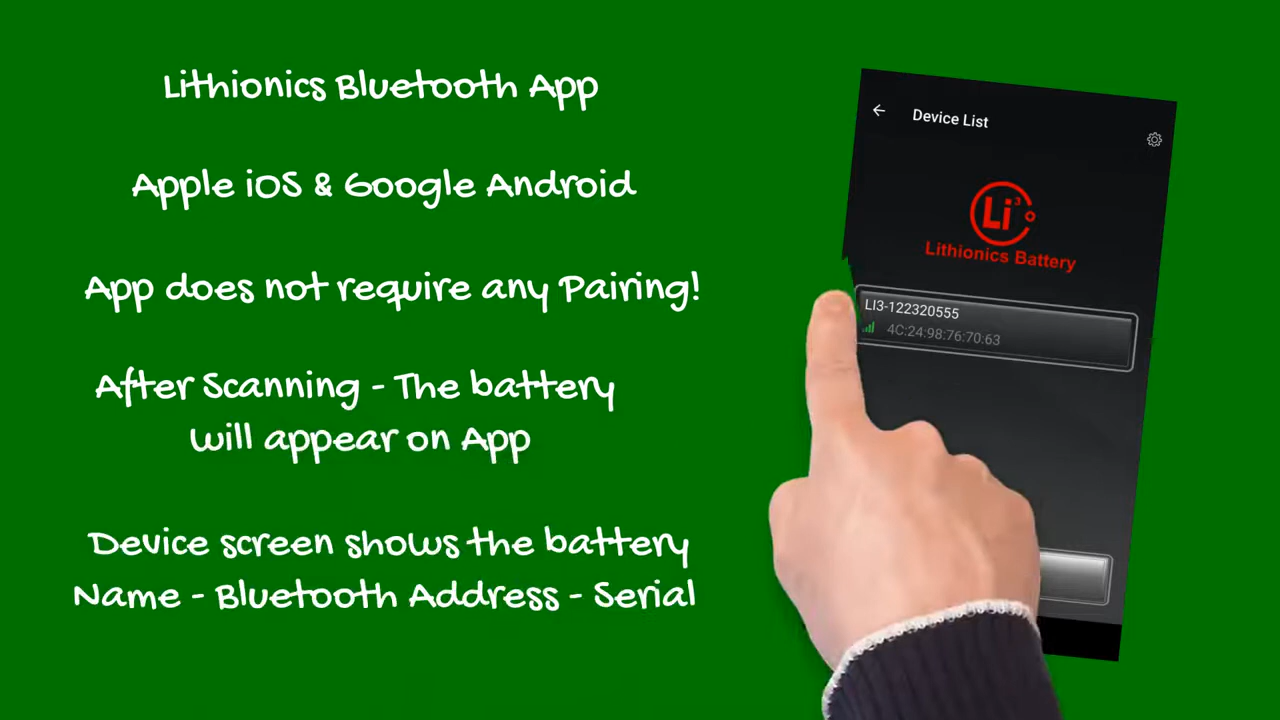 Lithionics Bluetooth App
Apple iOS & Google Android
App does not require any Pairing!
After Scanning - The battery
will appear on App
Device screen shows the battery
Name - Bluetooth Address - Serial
Device List
Li3
Lithionics Battery
LI3-122320555
4C:24:98:76:70:63